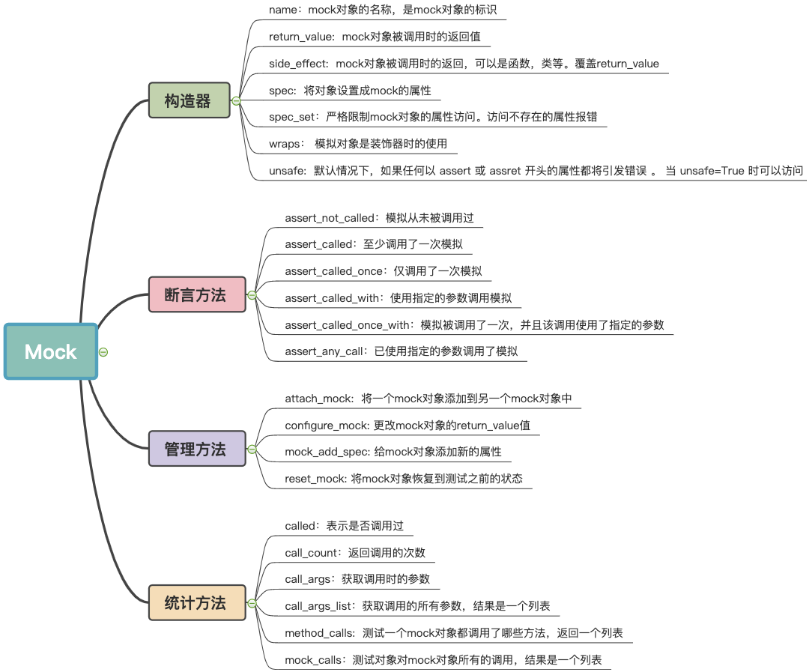 Mock
构造器
name：mock对象的名称，是mock对象的标识
return_value：mock对象被调用时的返回值
side_effect：mock对象被调用时的返回，可以是函数，类等。覆盖return_value
spec: 将对象设置成mock的属性
spec_set：严格限制mock对象的属性访问。访问不存在的属性报错
wraps： 模拟对象是装饰器时的使用
unsafe: 默认情况下，如果任何以 assert 或 assret 开头的属性都将引发错误 。 当 unsafe=True 时可以访问
断言方法
assert_not_called：模拟从未被调用过
assert_called：至少调用了一次模拟
assert_called_once：仅调用了一次模拟
assert_called_with：使用指定的参数调用模拟
assert_called_once_with：模拟被调用了一次，并且该调用使用了指定的参数
assert_any_call：已使用指定的参数调用了模拟
管理方法
attach_mock：将一个mock对象添加到另一个mock对象中
configure_mock: 更改mock对象的return_value值
mock_add_spec: 给mock对象添加新的属性
reset_mock: 将mock对象恢复到测试之前的状态
统计方法
called：表示是否调用过
call_count：返回调用的次数
call_args：获取调用时的参数
call_args_list：获取调用的所有参数，结果是一个列表
method_calls：测试一个mock对象都调用了哪些方法，返回一个列表
mock_calls：测试对象对mock对象所有的调用，结果是一个列表